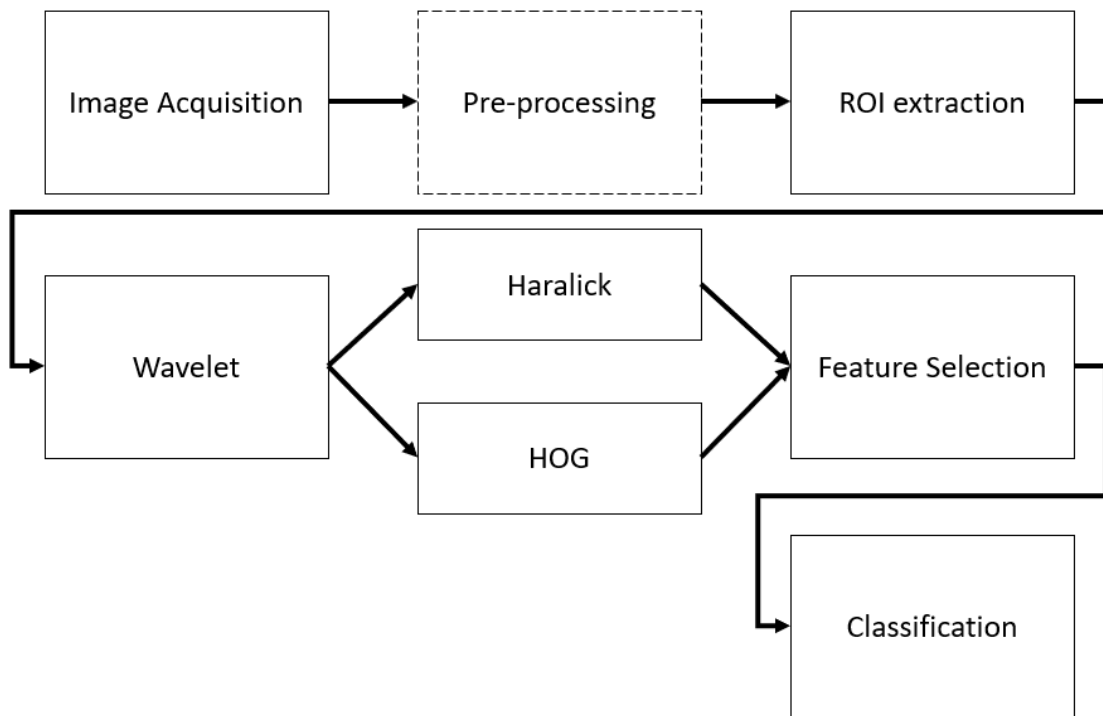 Image Acquisition
Pre-processing
ROI extraction
Wavelet
Haralick
HOG
Feature Selection
Classification